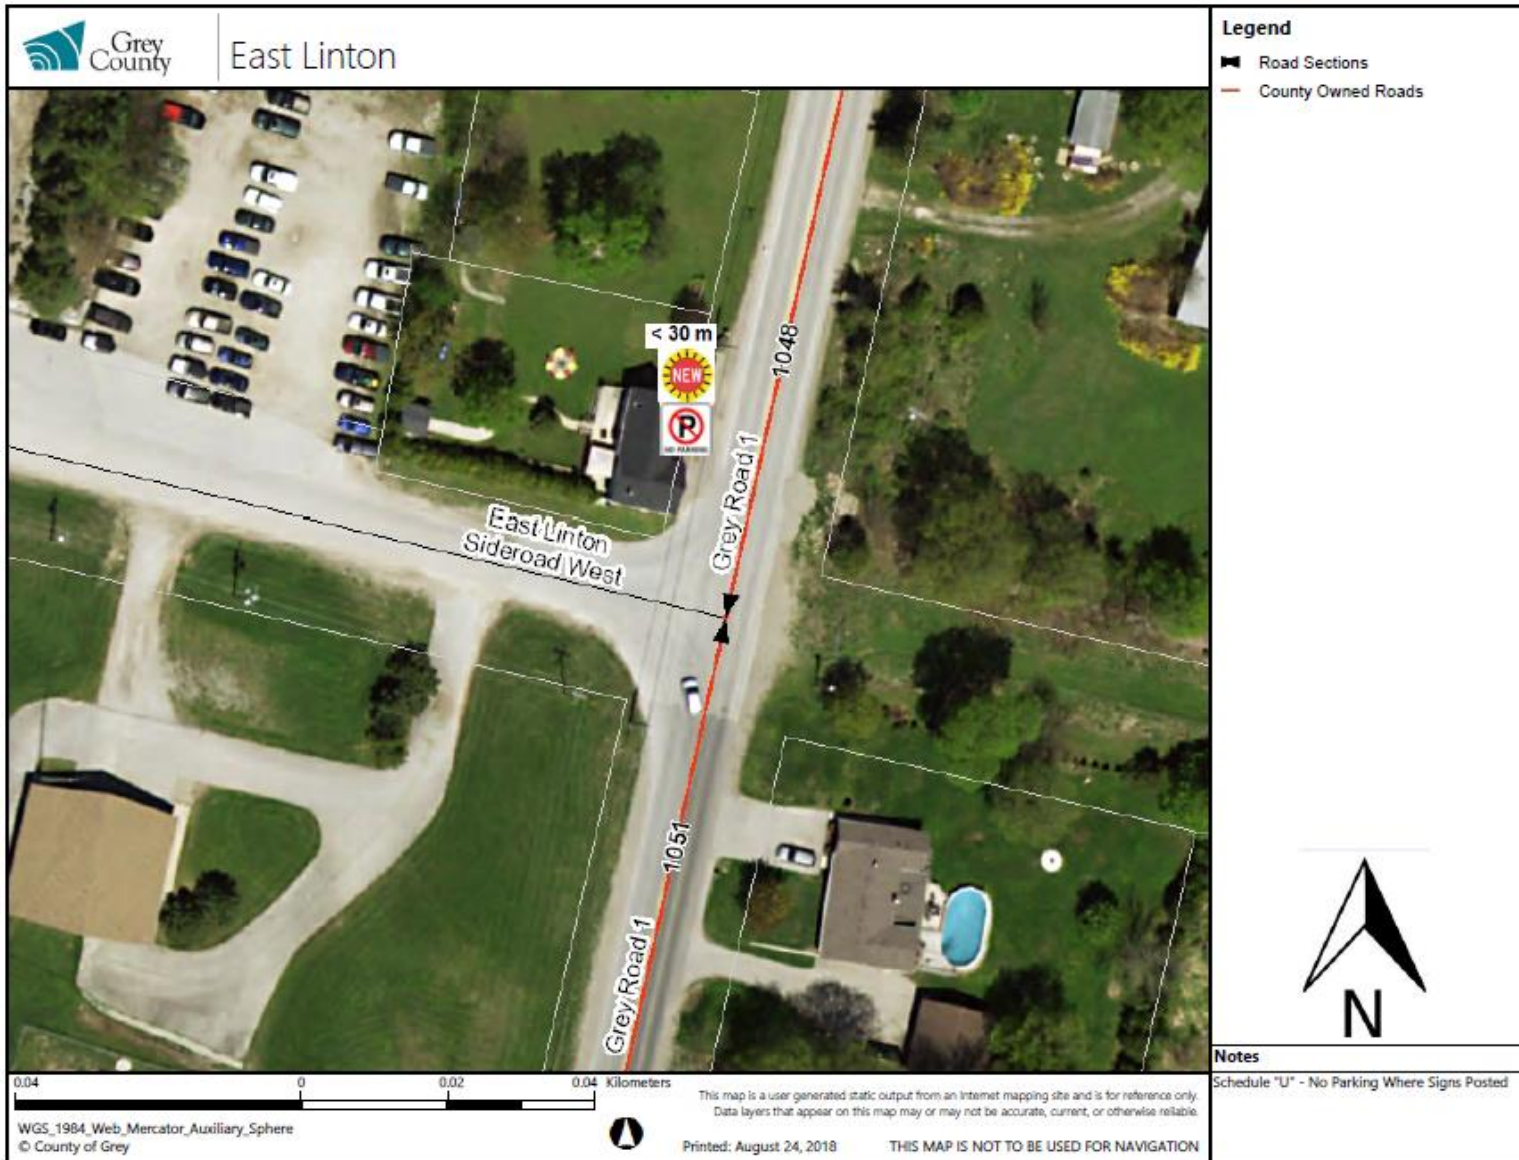 Grey
County
East Linton
Legend
Road Sections
County Owned Roads
< 30 m
NEW
P
NO PARKING
1048
Grey Road 1
East Linton
Sideroad West
1051
Grey Road 1
N
Notes
Schedule "U" - No Parking Where Signs Posted
0.04 0 0.02 0.04 Kilometers
WGS_1984_Web_Mercator_Auxiliary_Sphere
© County of Grey
This map is a user generated static output from an Internet mapping site and is for reference only.
Data layers that appear on this map may or may not be accurate, current, or otherwise reliable.
Printed: August 24, 2018 THIS MAP IS NOT TO BE USED FOR NAVIGATION